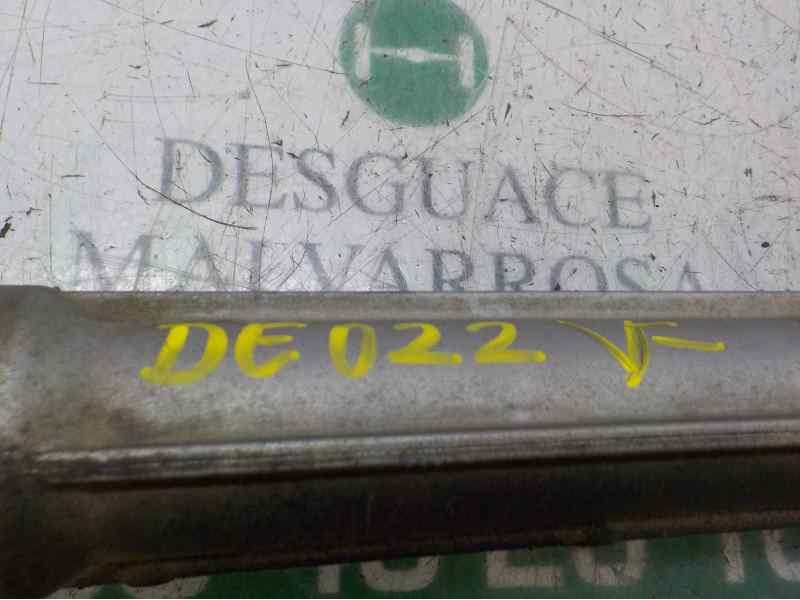 DESGUACE
MALVARROSA
DE022 V-